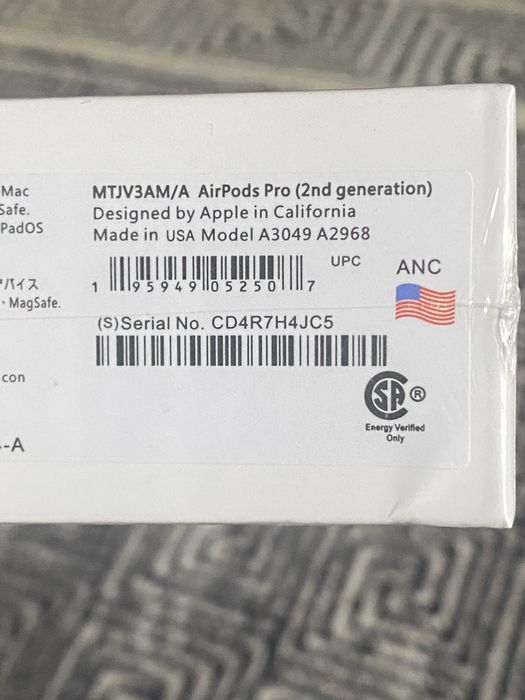 Mac
Safe.
PadOS
バイス
・MagSafe.
con
-A
MTJV3AM/A AirPods Pro (2nd generation)
Designed by Apple in California
Made in USA Model A3049 A2968
UPC
1 95949 05250 7
(S)Serial No. CD4R7H4JC5
ANC
SA ®
Energy Verified
Only